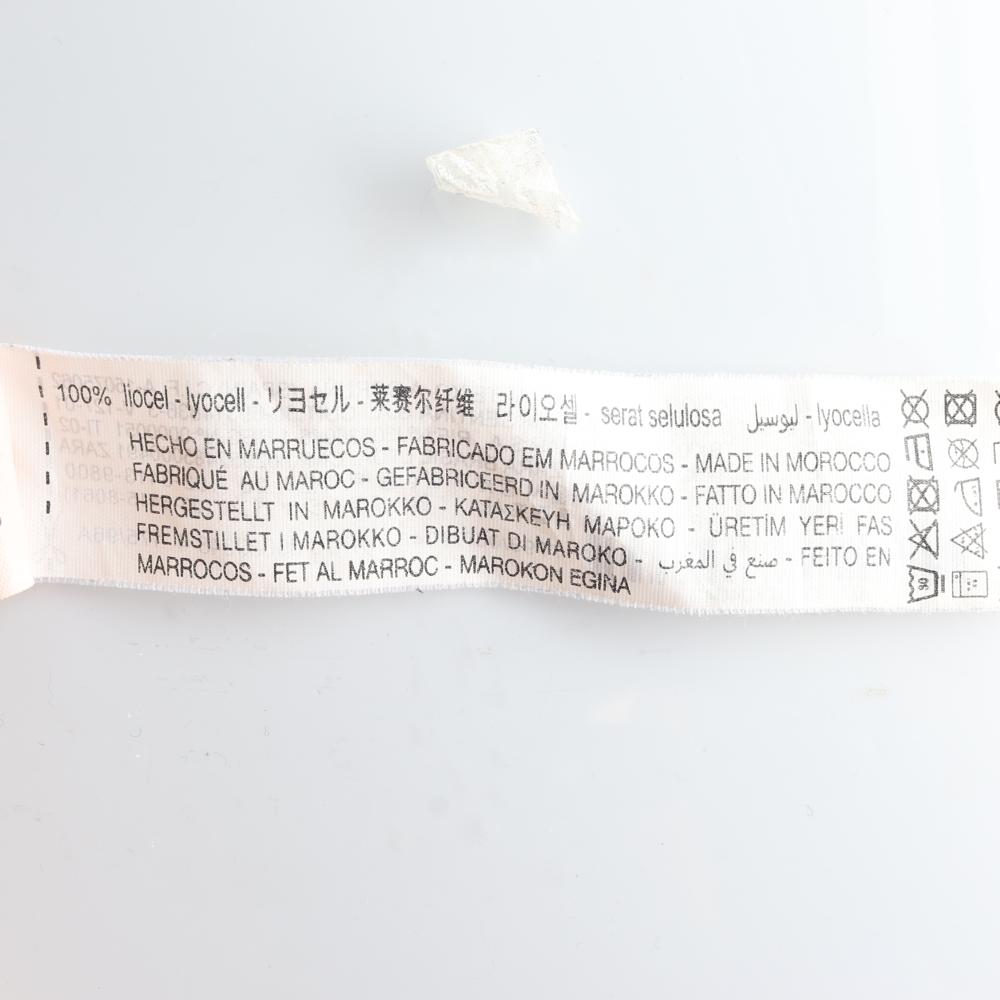 100% liocel - lyocell - リヨセル - 莱赛尔纤维 라이오셀 - serat selulosa ليوسيل - lyocella
HECHO EN MARRUECOS - FABRICADO EM MARROCOS - MADE IN MOROCCO
FABRIQUÉ AU MAROC - GEFABRICEERD IN MAROKKO - FATTO IN MAROCCO
HERGESTELLT IN MAROKKO - ΚΑΤΑΣΚΕΥΗ ΜΑΡΟΚΟ - ÜRETİM YERİ FAS
FREMSTILLET I MAROKKO - DIBUAT DI MAROKO - صنع في المغرب - FEITO EN
MARROCOS - FET AL MARROC - MAROKON EGINA